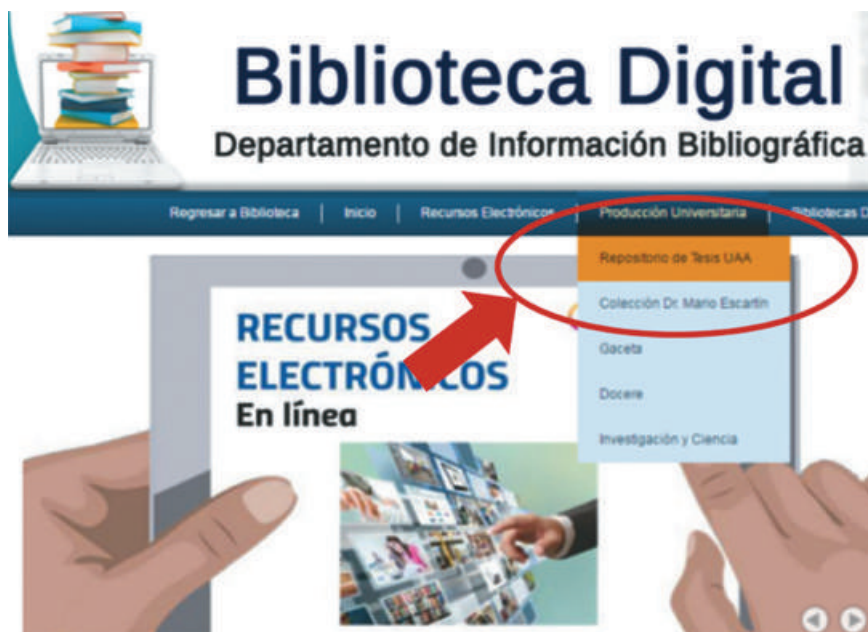 Biblioteca Digital
Departamento de Información Bibliográfica
Regresar a Biblioteca | Inicio | Recursos Electrónicos | Producción Universitaria | Bibliotecas D
Repositorio de Tesis UAA
Colección Dr. Mario Escartín
Gaceta
Docere
Investigación y Ciencia
RECURSOS
ELECTRÓNICOS
En línea